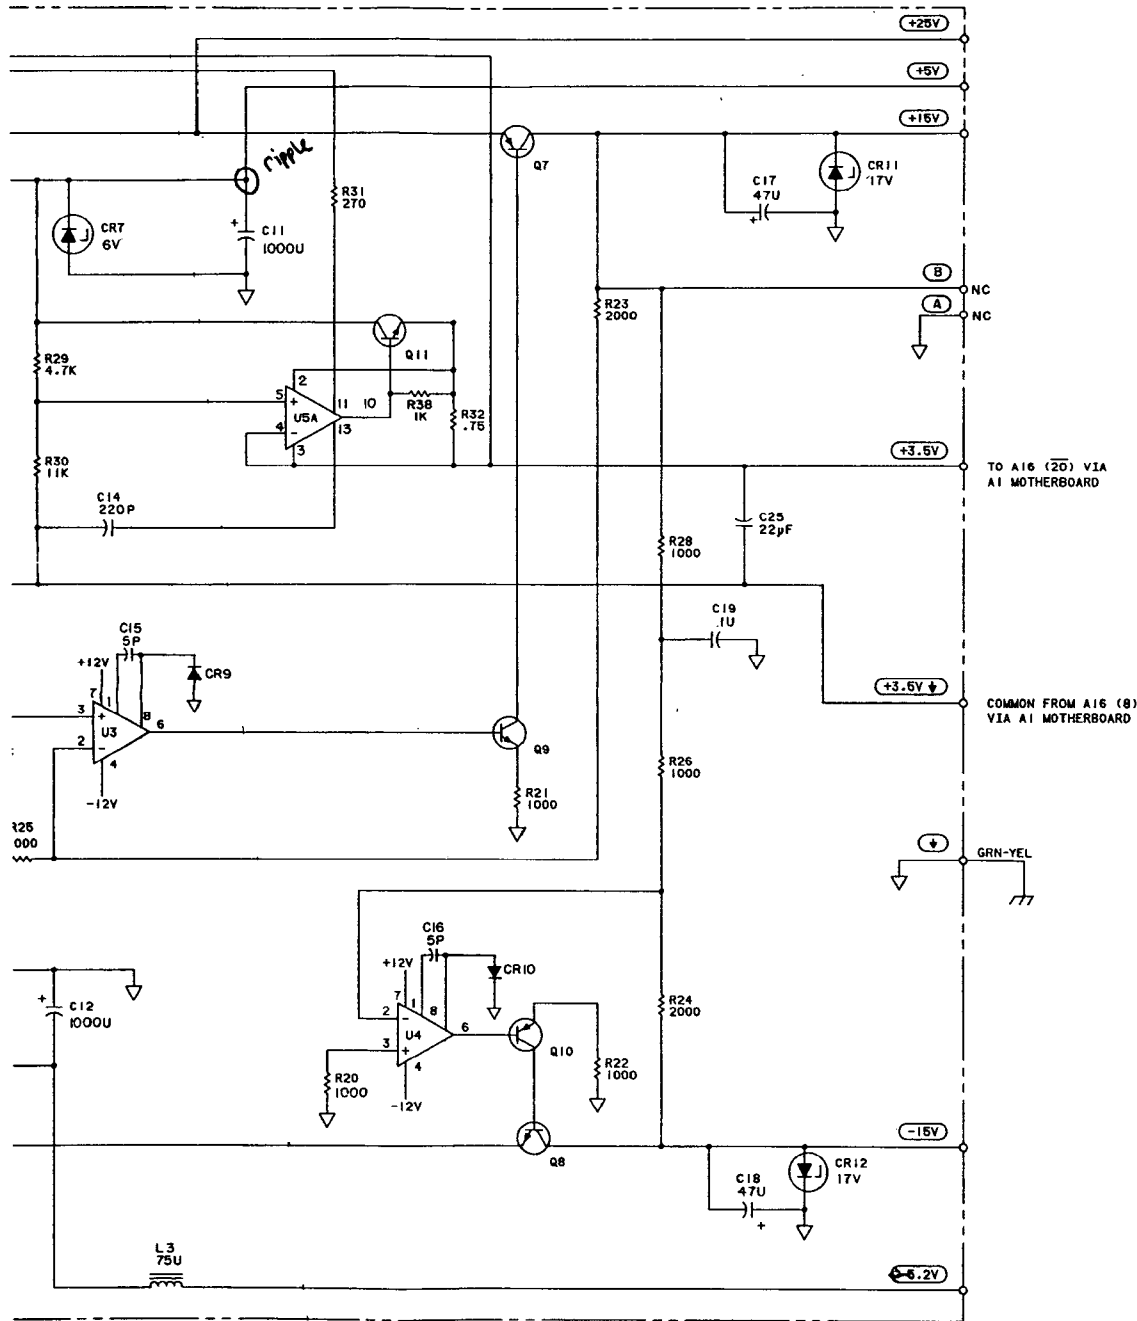 +25V
+5V
+15V
ripple
Q7
CR11
17V
C17
47U
R31
270
CR7
6V
C11
1000U
+
+
B
NC
A
NC
R23
2000
Q11
R29
4.7K
2
5
+
11
10
U5A
4
-
13
3
R38
1K
R32
.75
+3.5V
TO A16 (20) VIA
A1 MOTHERBOARD
R30
11K
C14
220P
C25
22µF
R28
1000
C19
.1U
C15
5P
+12V
CR9
7
1
8
3
+
6
U3
2
-
4
-12V
Q9
+3.5V
COMMON FROM A16 (8)
VIA A1 MOTHERBOARD
R26
1000
R21
1000
R25
000
GRN-YEL
C16
5P
+12V
CR10
7
1
8
2
-
6
U4
3
+
4
-12V
Q10
R20
1000
R22
1000
R24
2000
+
C12
1000U
Q8
-15V
C18
47U
+
CR12
17V
L3
75U
5.2V